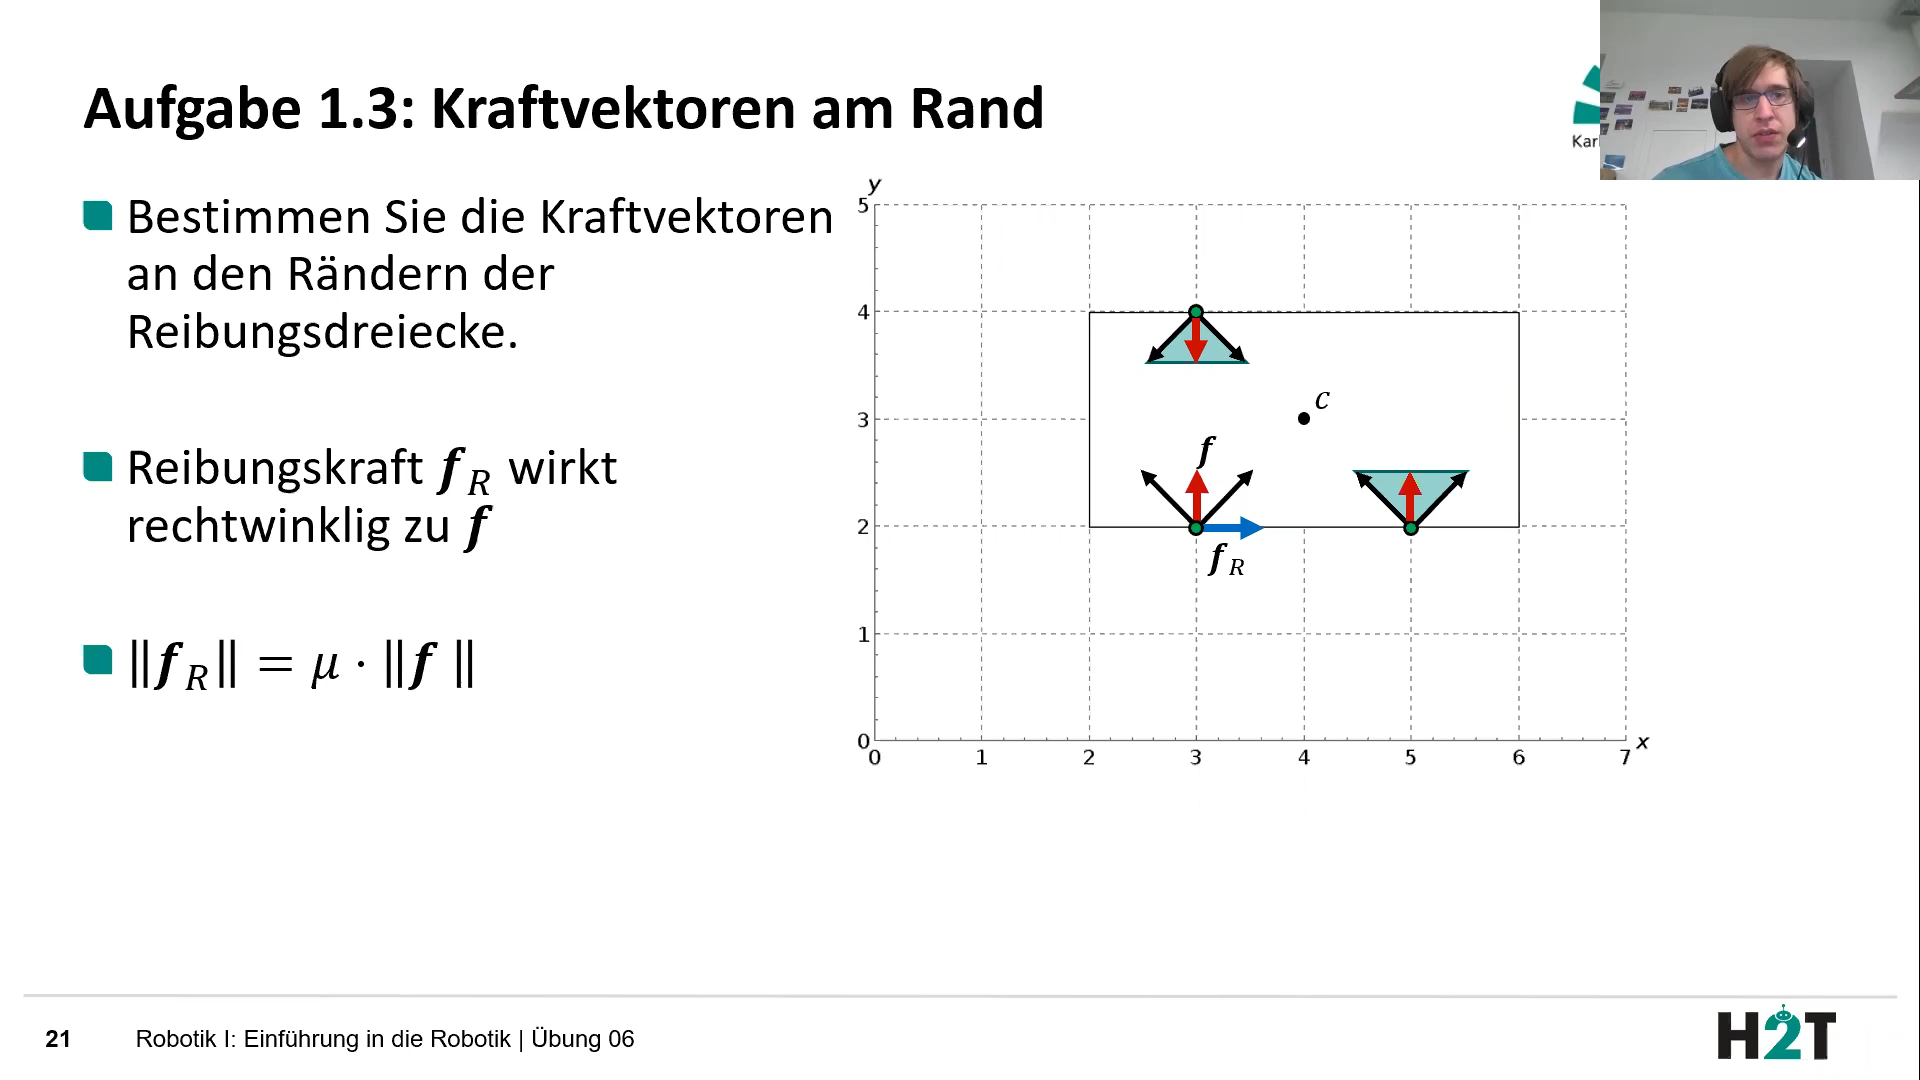 Aufgabe 1.3: Kraftvektoren am Rand
Kar
Bestimmen Sie die Kraftvektoren
an den Rändern der
Reibungsdreiecke.
Reibungskraft f_R wirkt
rechtwinklig zu f
‖f_R‖ = μ · ‖f‖
y
5
4
3
2
1
0
0 1 2 3 4 5 6 7 x
c
f
f_R
21 Robotik I: Einführung in die Robotik | Übung 06
H2T